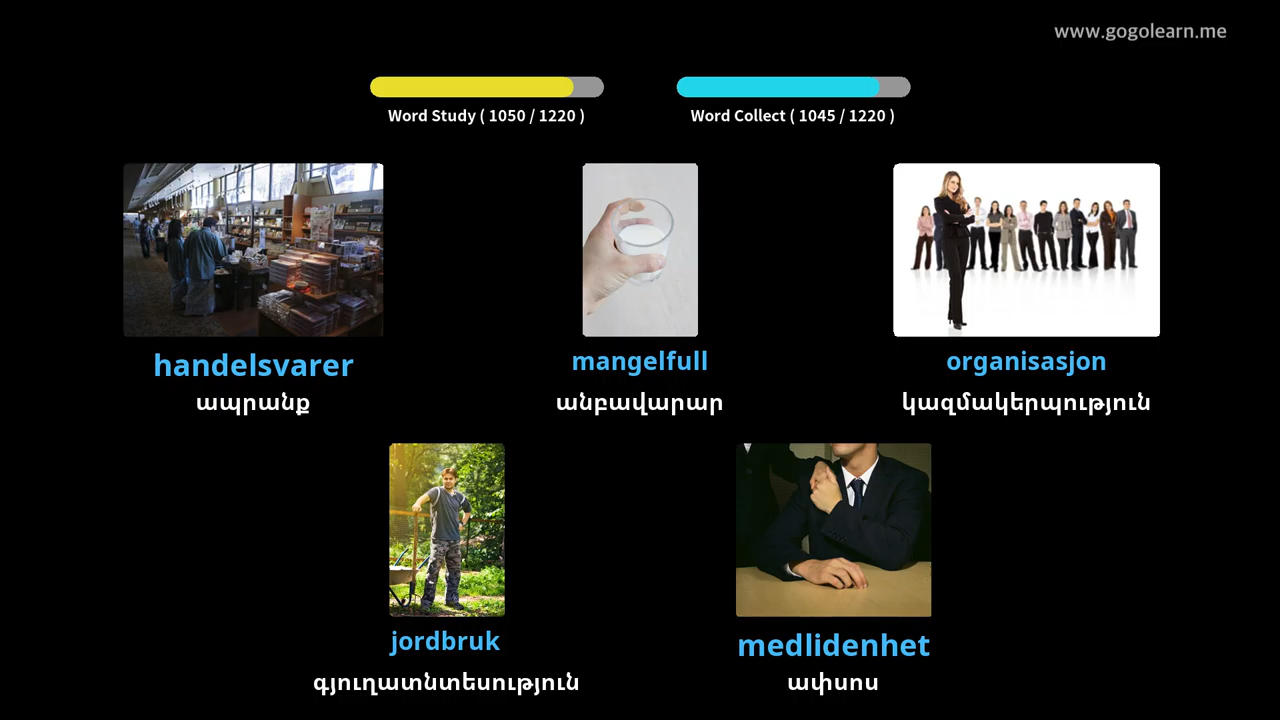 www.gogolearn.me
Word Study ( 1050 / 1220 )
Word Collect ( 1045 / 1220 )
handelsvarer
ապրանք
mangelfull
անբավարար
organisasjon
կազմակերպություն
jordbruk
գյուղատնտեսություն
medlidenhet
ափսոս